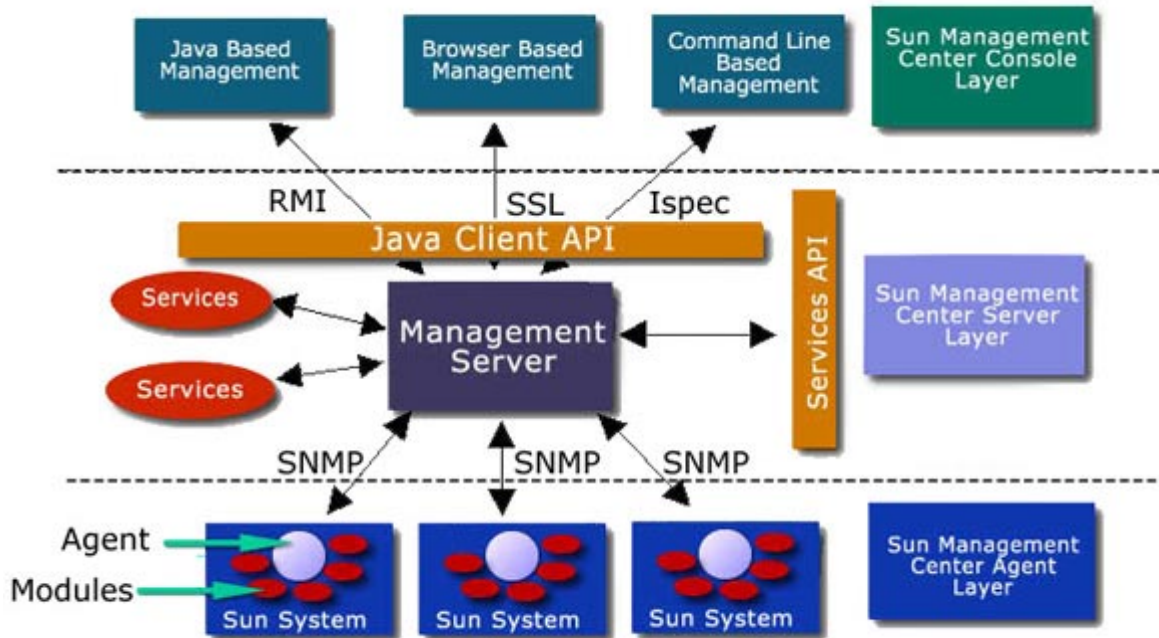 Java Based
Management
Browser Based
Management
Command Line
Based
Management
Sun Management
Center Console
Layer
RMI
SSL
Ispec
Java Client API
Services API
Services
Services
Management
Server
Sun Management
Center Server
Layer
SNMP
SNMP
SNMP
Agent
Modules
Sun System
Sun System
Sun System
Sun Management
Center Agent
Layer